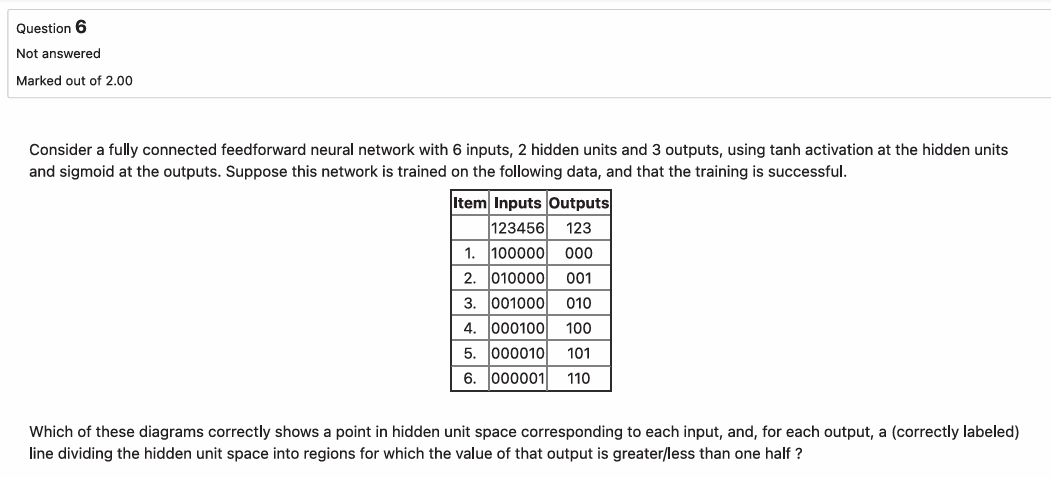 Question 6
Not answered
Marked out of 2.00
Consider a fully connected feedforward neural network with 6 inputs, 2 hidden units and 3 outputs, using tanh activation at the hidden units
and sigmoid at the outputs. Suppose this network is trained on the following data, and that the training is successful.
Item Inputs Outputs
123456 123
1. 100000 000
2. 010000 001
3. 001000 010
4. 000100 100
5. 000010 101
6. 000001 110
Which of these diagrams correctly shows a point in hidden unit space corresponding to each input, and, for each output, a (correctly labeled)
line dividing the hidden unit space into regions for which the value of that output is greater/less than one half ?